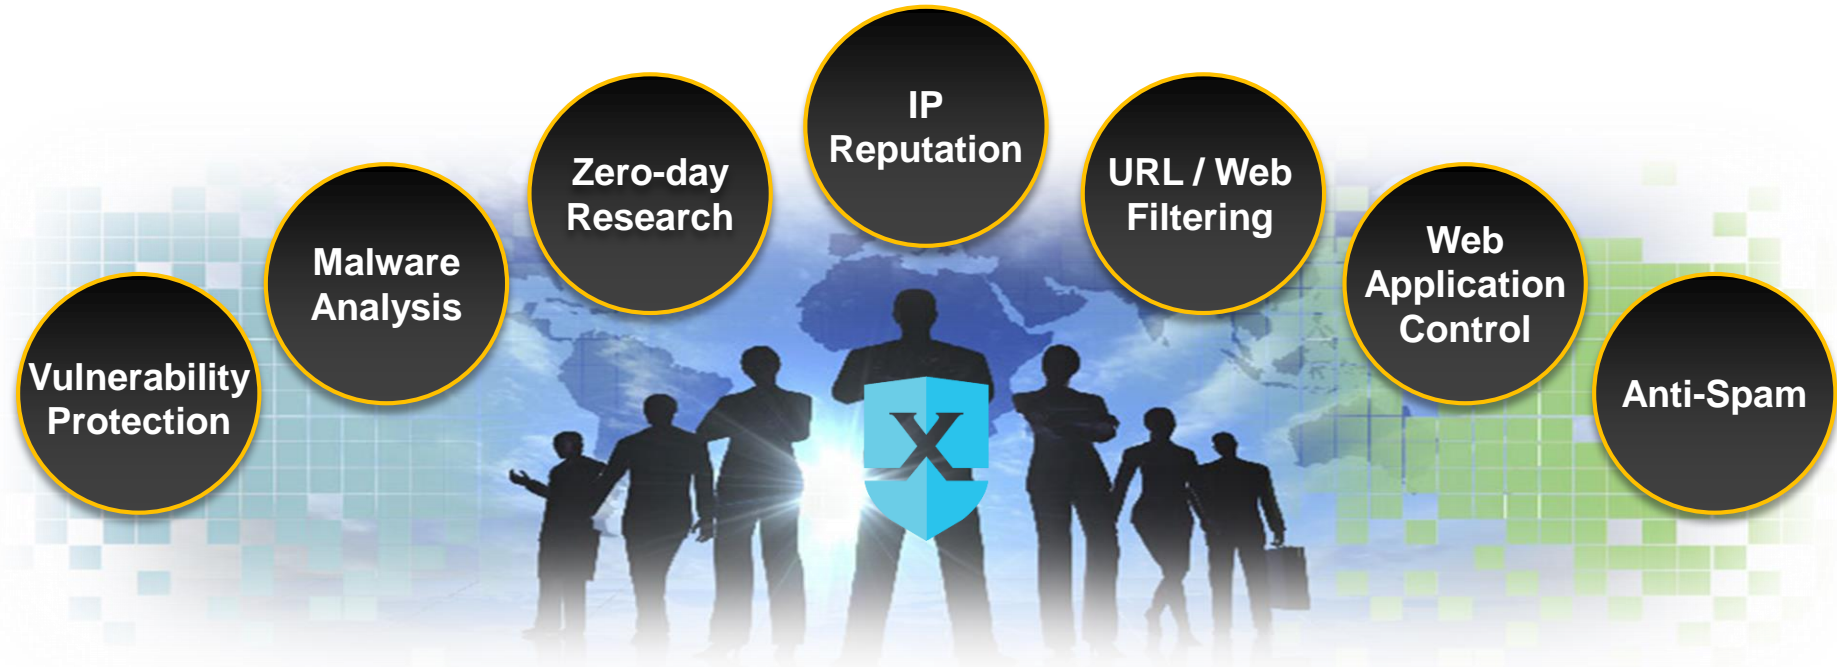 Vulnerability
Protection
Malware
Analysis
Zero-day
Research
IP
Reputation
URL / Web
Filtering
Web
Application
Control
Anti-Spam
X